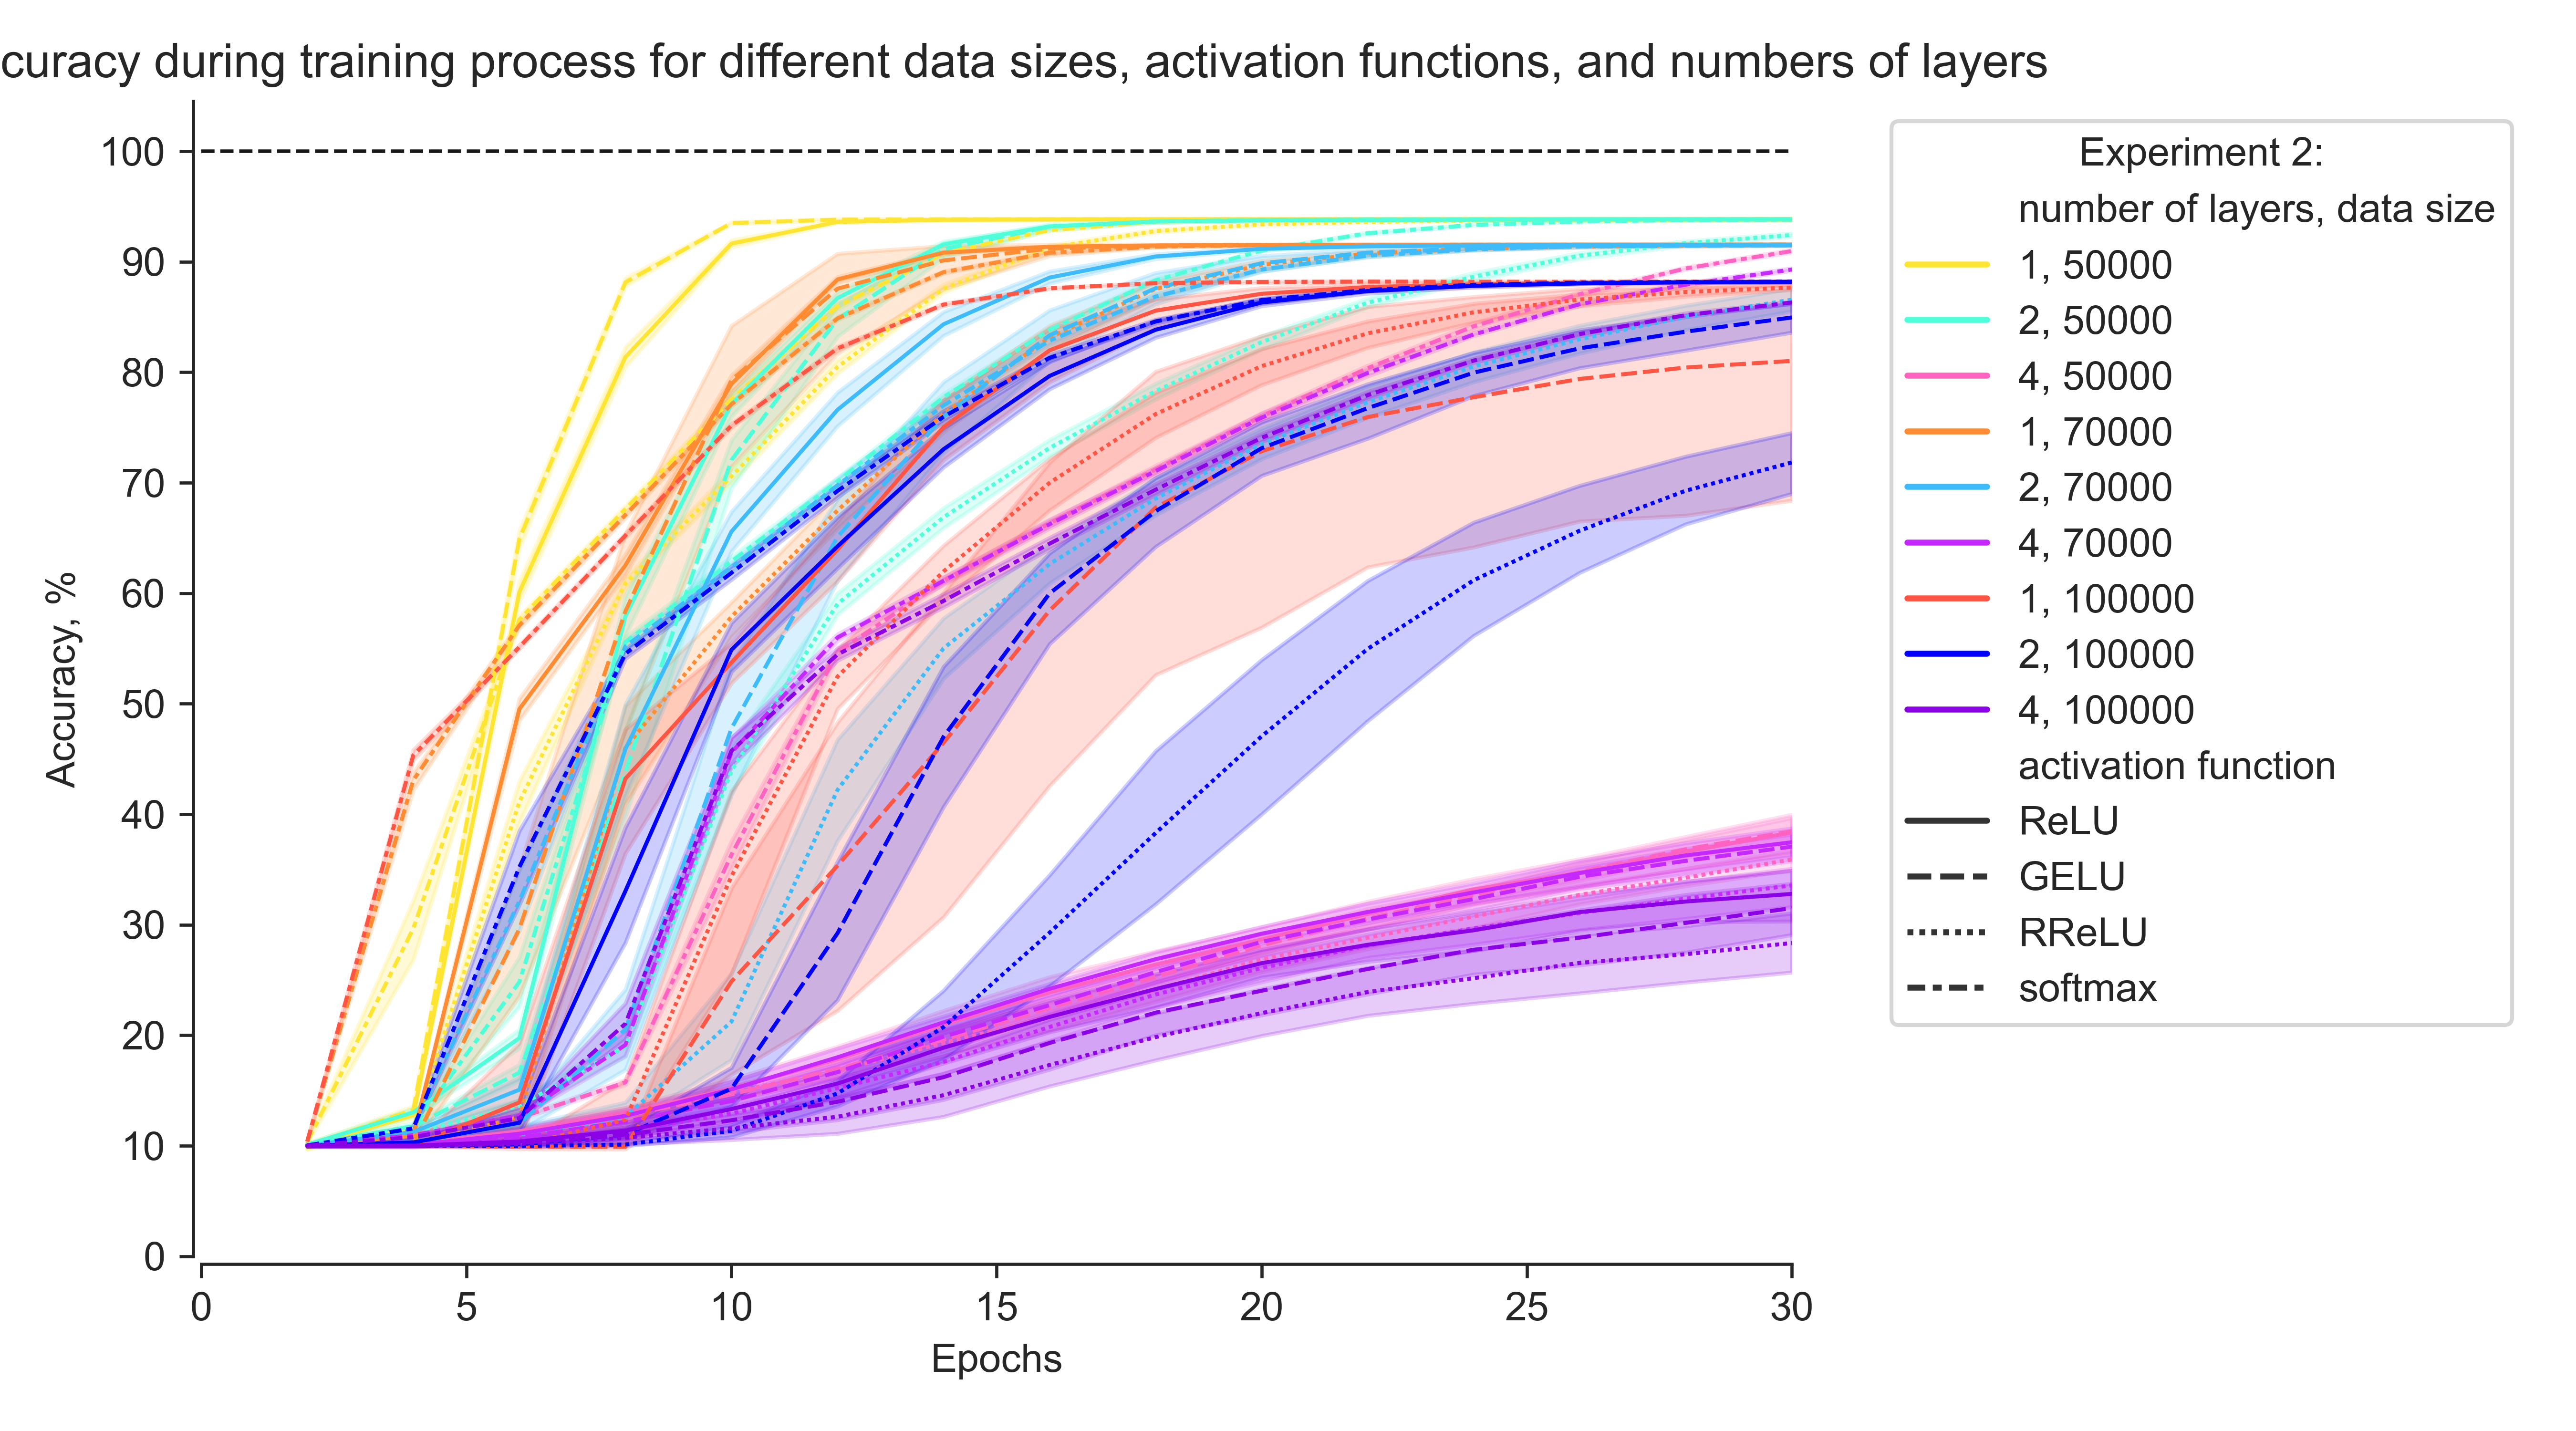 curacy during training process for different data sizes, activation functions, and numbers of layers
100
90
80
70
60
50
40
30
20
10
0
Accuracy, %
0 5 10 15 20 25 30
Epochs
Experiment 2:
number of layers, data size
1, 50000
2, 50000
4, 50000
1, 70000
2, 70000
4, 70000
1, 100000
2, 100000
4, 100000
activation function
ReLU
GELU
RReLU
softmax